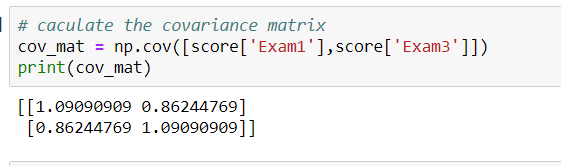 # caculate the covariance matrix
cov_mat = np.cov([score['Exam1'],score['Exam3']])
print(cov_mat)
[[1.09090909 0.86244769]
 [0.86244769 1.09090909]]